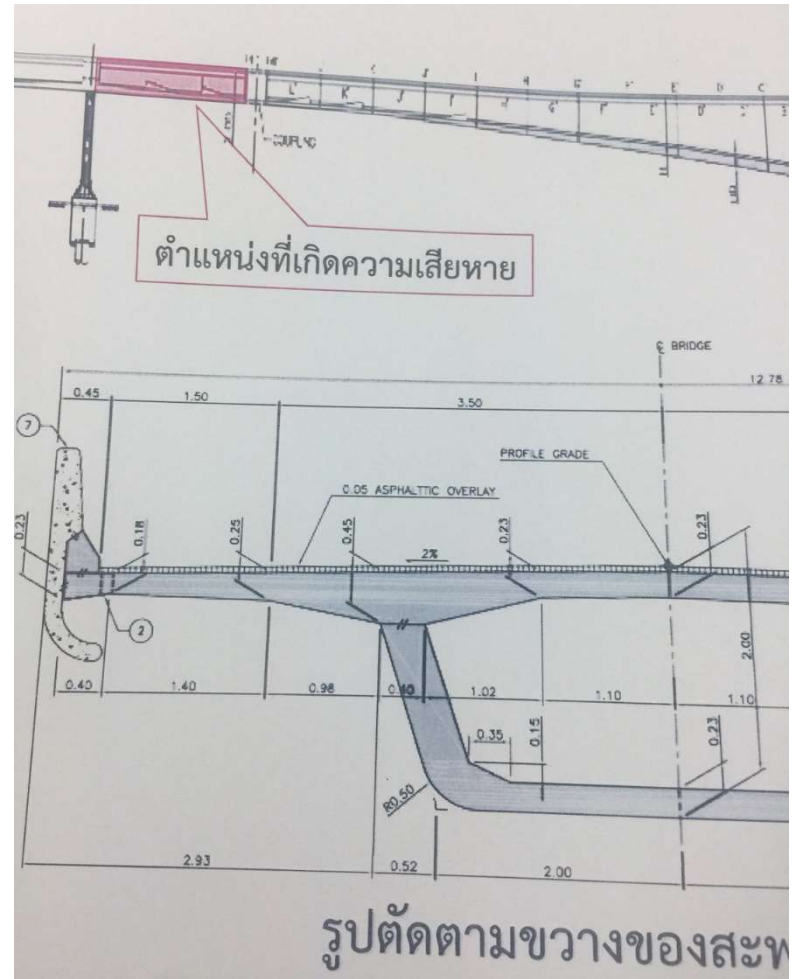 L' K' J' I' H' G' F' E' D'
COUPLING
ตำแหน่งที่เกิดความเสียหาย
BRIDGE
12.78
0.45 1.50 3.50
7
PROFILE GRADE
0.05 ASPHALTTIC OVERLAY
0.23 0.18 0.25 0.45 2% 0.23 0.23
2
2.00
0.40 1.40 0.98 0.40 1.02 1.10 1.10
0.35 0.15 0.23
R0.50
2.93 0.52 2.00
รูปตัดตามขวางของสะพ